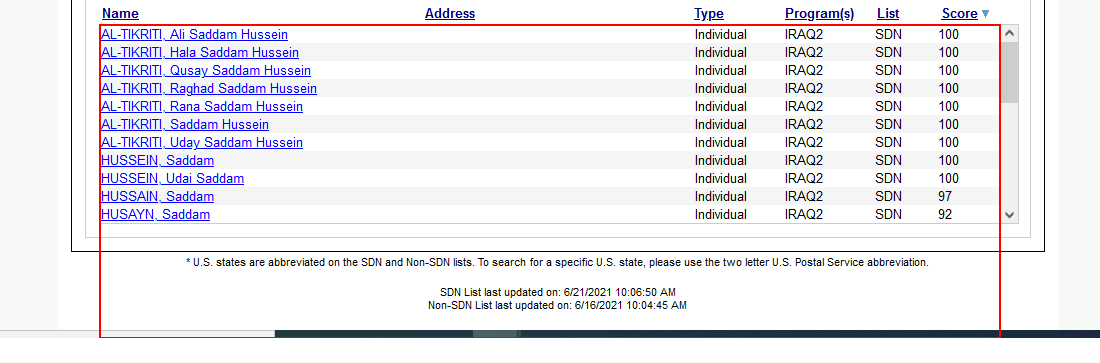 Name Address Type Program(s) List Score
AL-TIKRITI, Ali Saddam Hussein Individual IRAQ2 SDN 100
AL-TIKRITI, Hala Saddam Hussein Individual IRAQ2 SDN 100
AL-TIKRITI, Qusay Saddam Hussein Individual IRAQ2 SDN 100
AL-TIKRITI, Raghad Saddam Hussein Individual IRAQ2 SDN 100
AL-TIKRITI, Rana Saddam Hussein Individual IRAQ2 SDN 100
AL-TIKRITI, Saddam Hussein Individual IRAQ2 SDN 100
AL-TIKRITI, Uday Saddam Hussein Individual IRAQ2 SDN 100
HUSSEIN, Saddam Individual IRAQ2 SDN 100
HUSSEIN, Udai Saddam Individual IRAQ2 SDN 100
HUSSAIN, Saddam Individual IRAQ2 SDN 97
HUSAYN, Saddam Individual IRAQ2 SDN 92
* U.S. states are abbreviated on the SDN and Non-SDN lists. To search for a specific U.S. state, please use the two letter U.S. Postal Service abbreviation.
SDN List last updated on: 6/21/2021 10:06:50 AM
Non-SDN List last updated on: 6/16/2021 10:04:45 AM